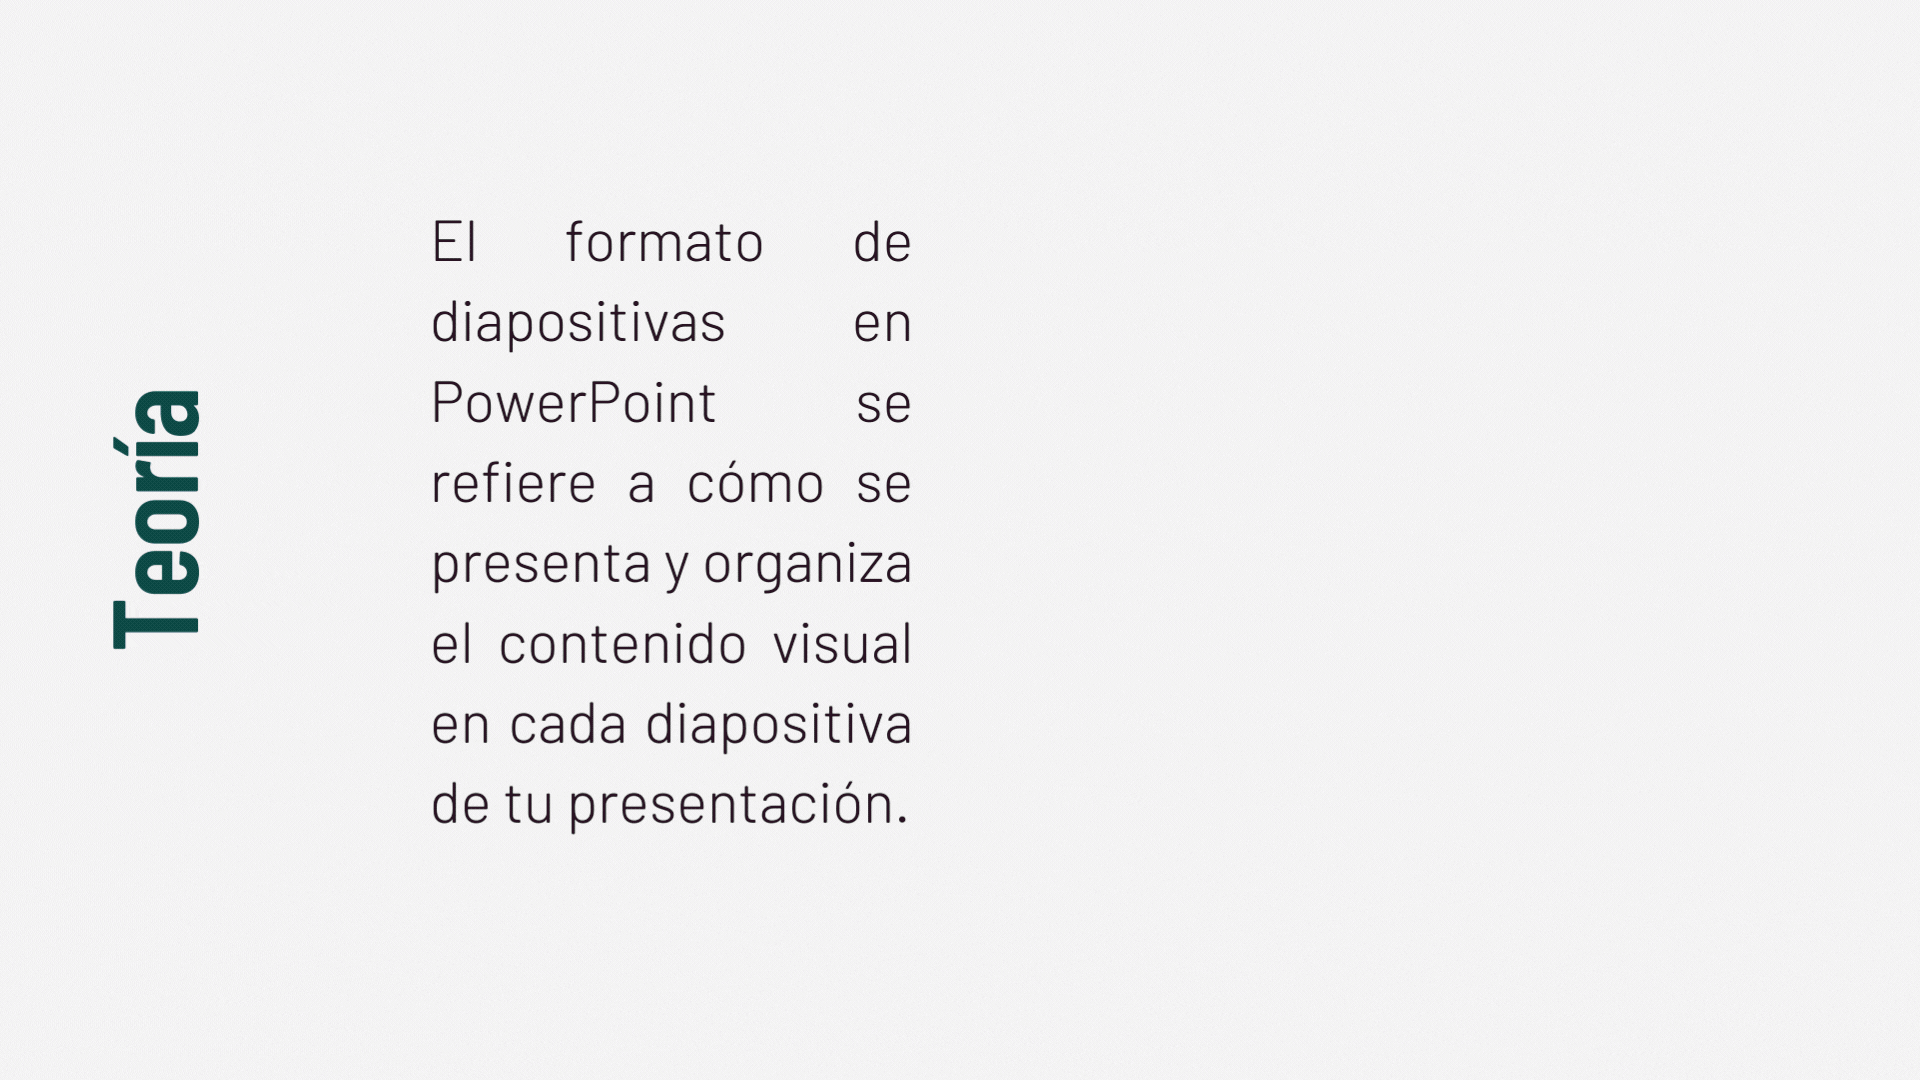 Teoría
El formato de
diapositivas en
PowerPoint se
refiere a cómo se
presenta y organiza
el contenido visual
en cada diapositiva
de tu presentación.